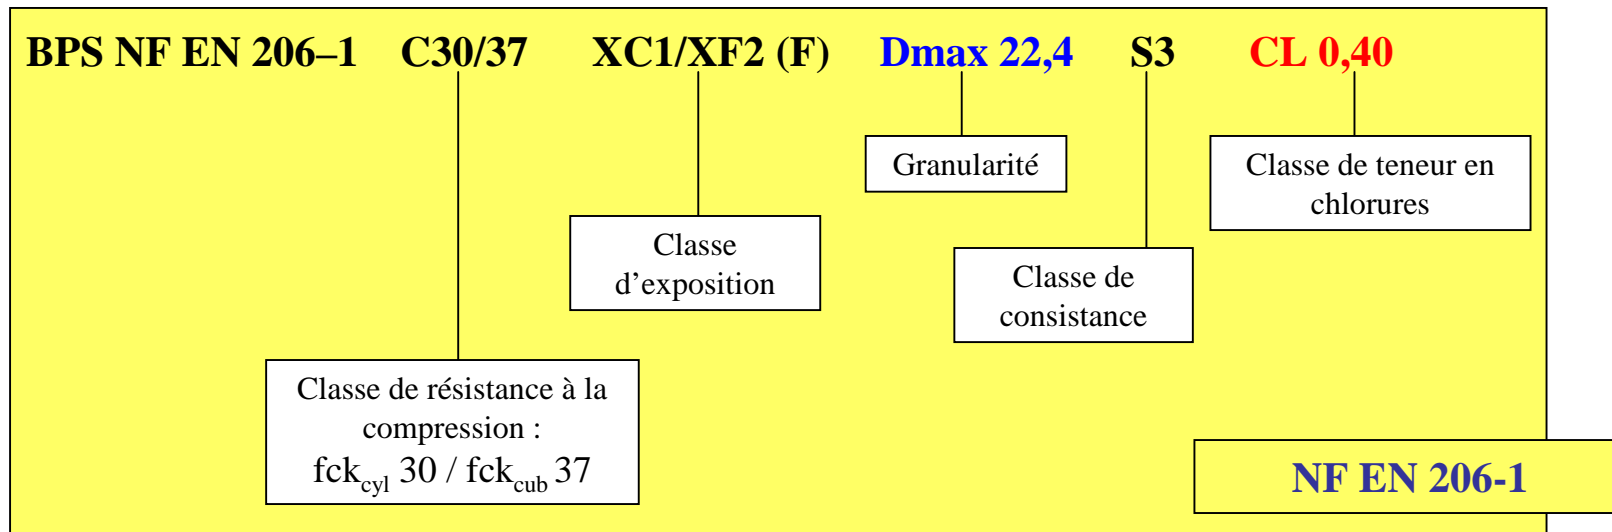 BPS NF EN 206–1 C30/37 XC1/XF2 (F) Dmax 22,4 S3 CL 0,40
Granularité
Classe de teneur en
chlorures
Classe
d’exposition
Classe de
consistance
Classe de résistance à la
compression :
fck_cyl 30 / fck_cub 37
NF EN 206-1